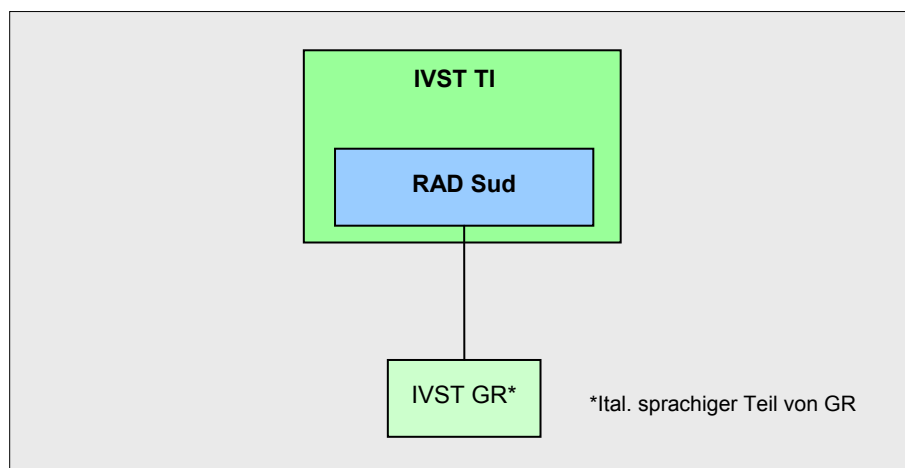 IVST TI
RAD Sud
IVST GR*
*Ital. sprachiger Teil von GR